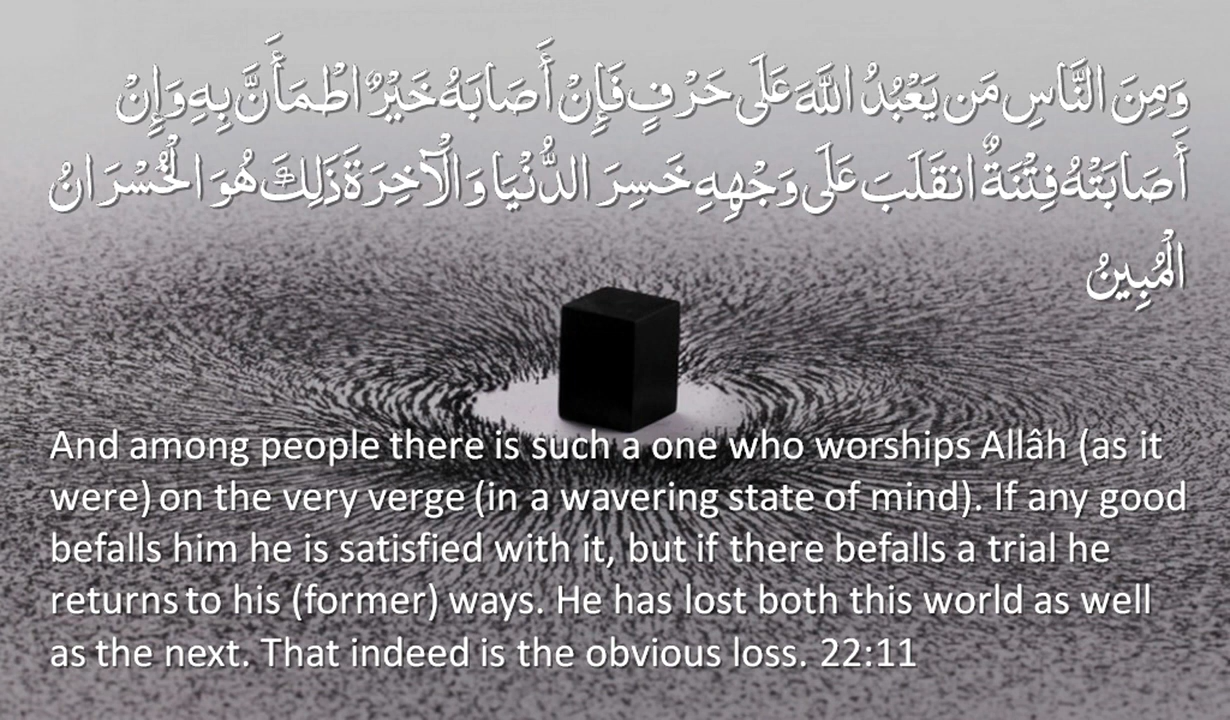 وَمِنَ النَّاسِ مَن يَعْبُدُ اللَّهَ عَلَى حَرْفٍ فَإِنْ أَصَابَهُ خَيْرٌ اطْمَأَنَّ بِهِ وَإِنْ
أَصَابَتْهُ فِتْنَةٌ انقَلَبَ عَلَى وَجْهِهِ خَسِرَ الدُّنْيَا وَالْآخِرَةَ ذَلِكَ هُوَ الْخُسْرَانُ
الْمُبِينُ
And among people there is such a one who worships Allâh (as it
were) on the very verge (in a wavering state of mind). If any good
befalls him he is satisfied with it, but if there befalls a trial he
returns to his (former) ways. He has lost both this world as well
as the next. That indeed is the obvious loss. 22:11